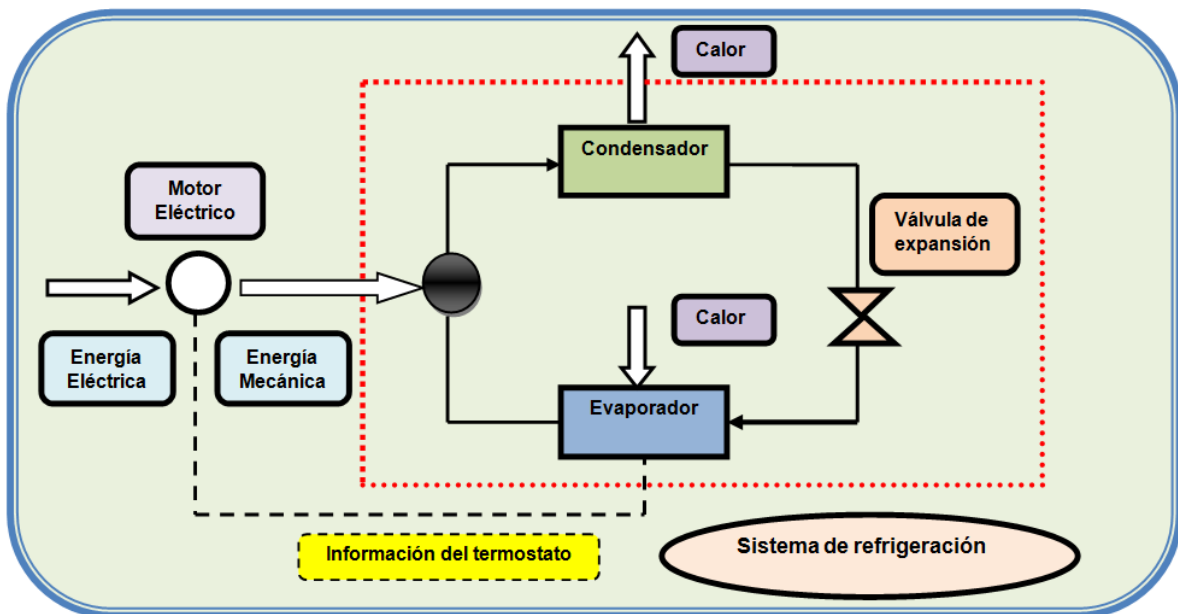 Calor
Condensador
Motor
Eléctrico
Válvula de
expansión
Calor
Energía
Eléctrica
Energía
Mecánica
Evaporador
Información del termostato
Sistema de refrigeración